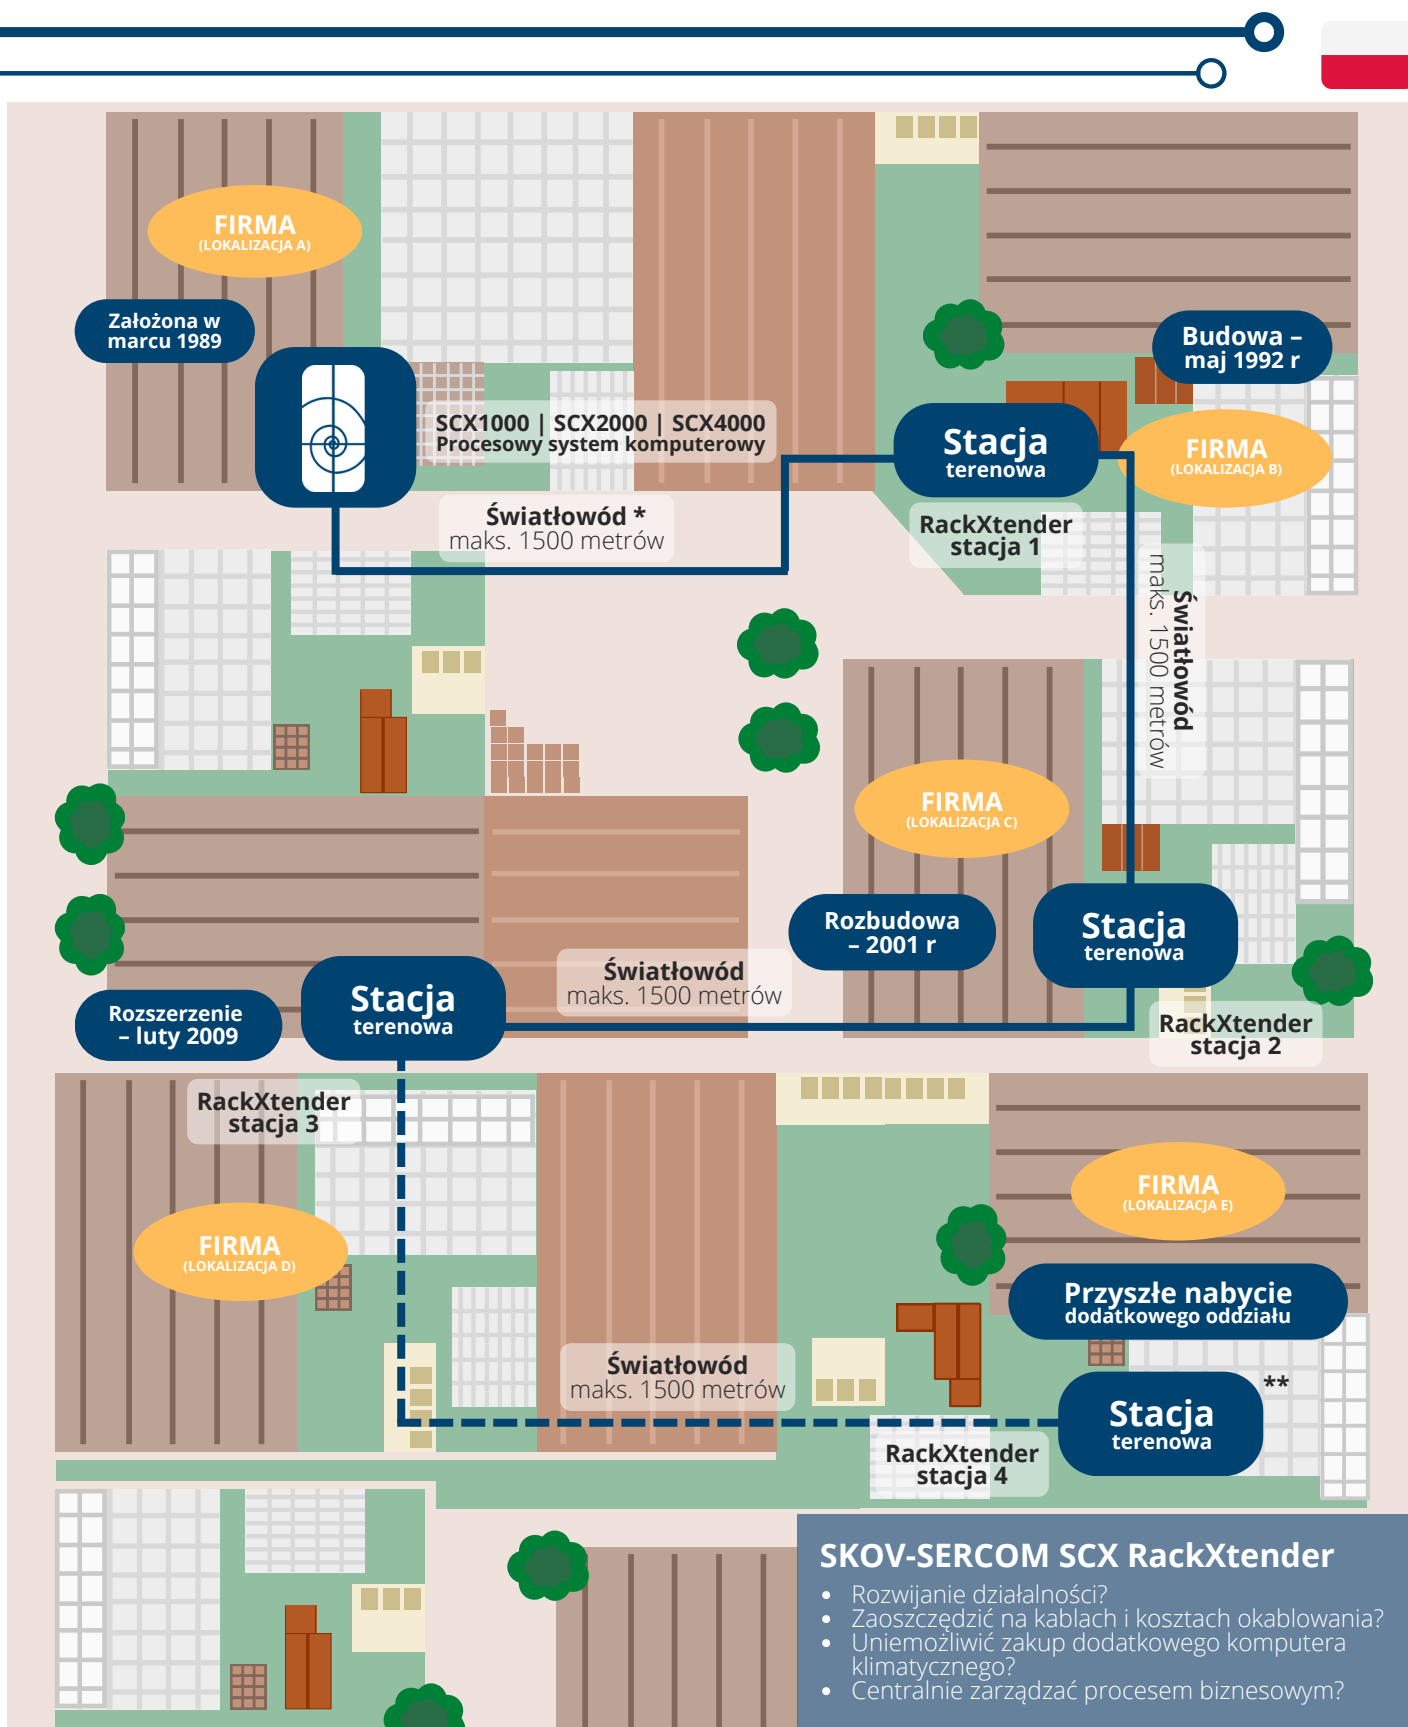 FIRMA
(LOKALIZACJA A)
Założona w
marcu 1989
SCX1000 | SCX2000 | SCX4000
Procesowy system komputerowy
Światłowód *
maks. 1500 metrów
Budowa –
maj 1992 r
Stacja
terenowa
FIRMA
(LOKALIZACJA B)
RackXtender
stacja 1
Światłowód
maks. 1500 metrów
FIRMA
(LOKALIZACJA C)
Rozbudowa
– 2001 r
Stacja
terenowa
RackXtender
stacja 2
Światłowód
maks. 1500 metrów
Stacja
terenowa
Rozszerzenie
– luty 2009
RackXtender
stacja 3
FIRMA
(LOKALIZACJA D)
FIRMA
(LOKALIZACJA E)
Przyszłe nabycie
dodatkowego oddziału
Światłowód
maks. 1500 metrów
**
Stacja
terenowa
RackXtender
stacja 4
SKOV-SERCOM SCX RackXtender
• Rozwijanie działalności?
• Zaoszczędzić na kablach i kosztach okablowania?
• Uniemożliwić zakup dodatkowego komputera
klimatycznego?
• Centralnie zarządzać procesem biznesowym?